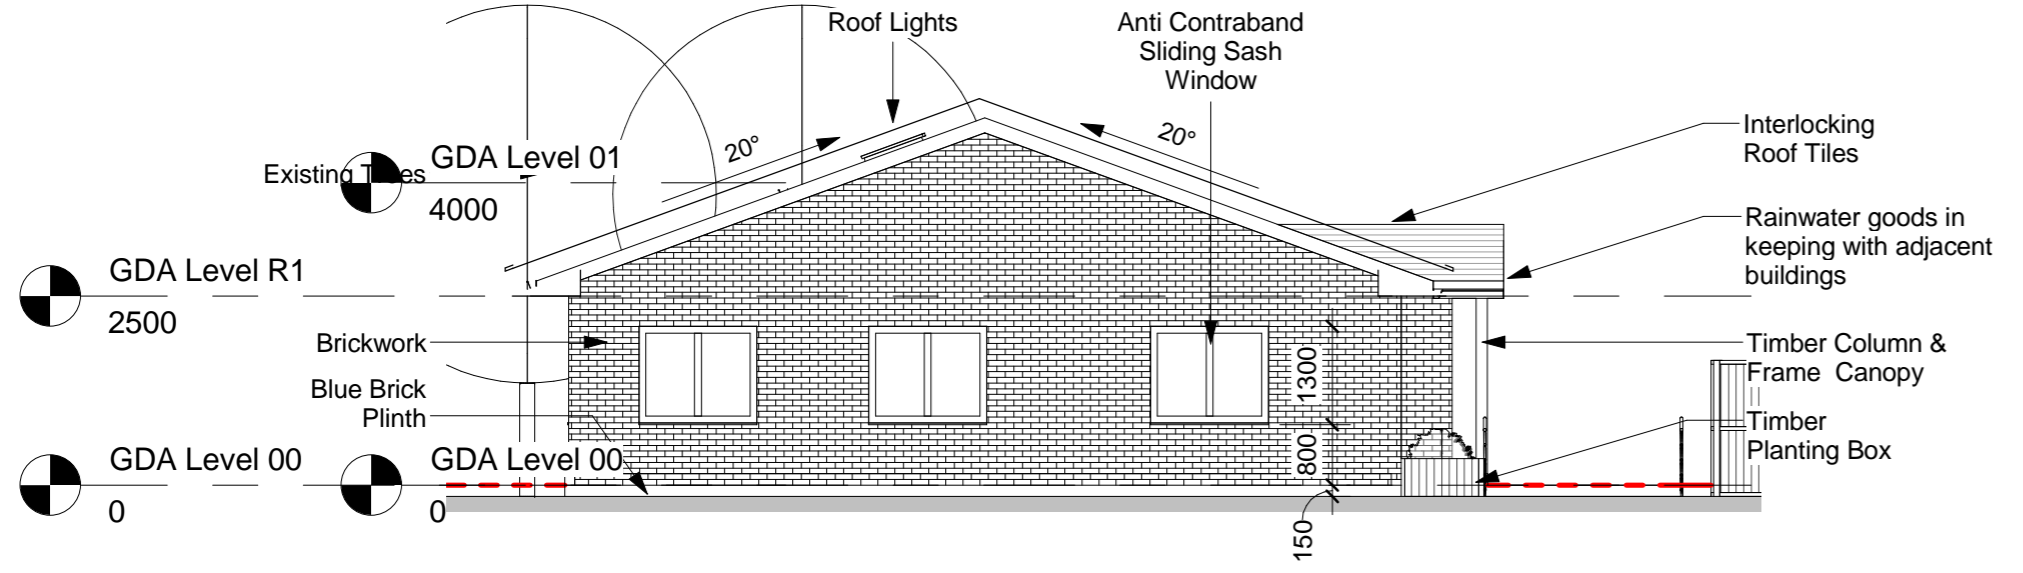 Roof Lights
Anti Contraband
Sliding Sash
Window
Interlocking
Roof Tiles
20°
20°
GDA Level 01
Existing Trees
4000
Rainwater goods in
keeping with adjacent
buildings
GDA Level R1
2500
Brickwork
Timber Column &
Frame Canopy
1300
Blue Brick
Plinth
Timber
Planting Box
800
GDA Level 00
0
GDA Level 00
0
150